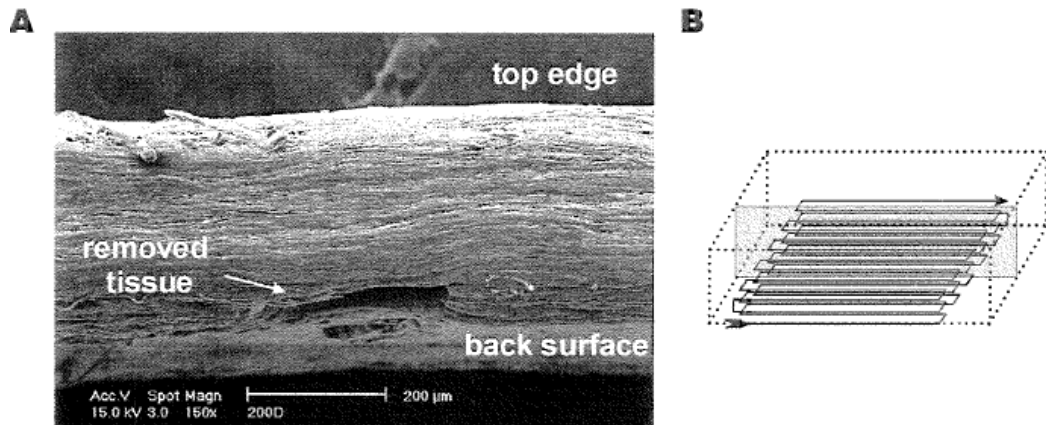 A
B
top edge
removed
tissue
back surface
Acc.V Spot Magn
15.0 kV 3.0 150x 200D
200 µm